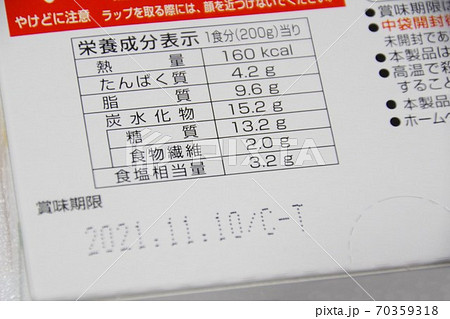 やけどに注意 ラップを取る際には、顔を近づけないでください
栄養成分表示 1食分(200g)当り
熱量 160 kcal
たんぱく質 4.2 g
脂質 9.6 g
炭水化物 15.2 g
糖質 13.2 g
食物繊維 2.0 g
食塩相当量 3.2 g
賞味期限
2021.11.10/C-T
●賞味期限は
●中袋開封後
未開封であ
●本製品は
●高温で殺
すること
●本製品
●ホームペ
PIXTA
pixta.jp - 70359318